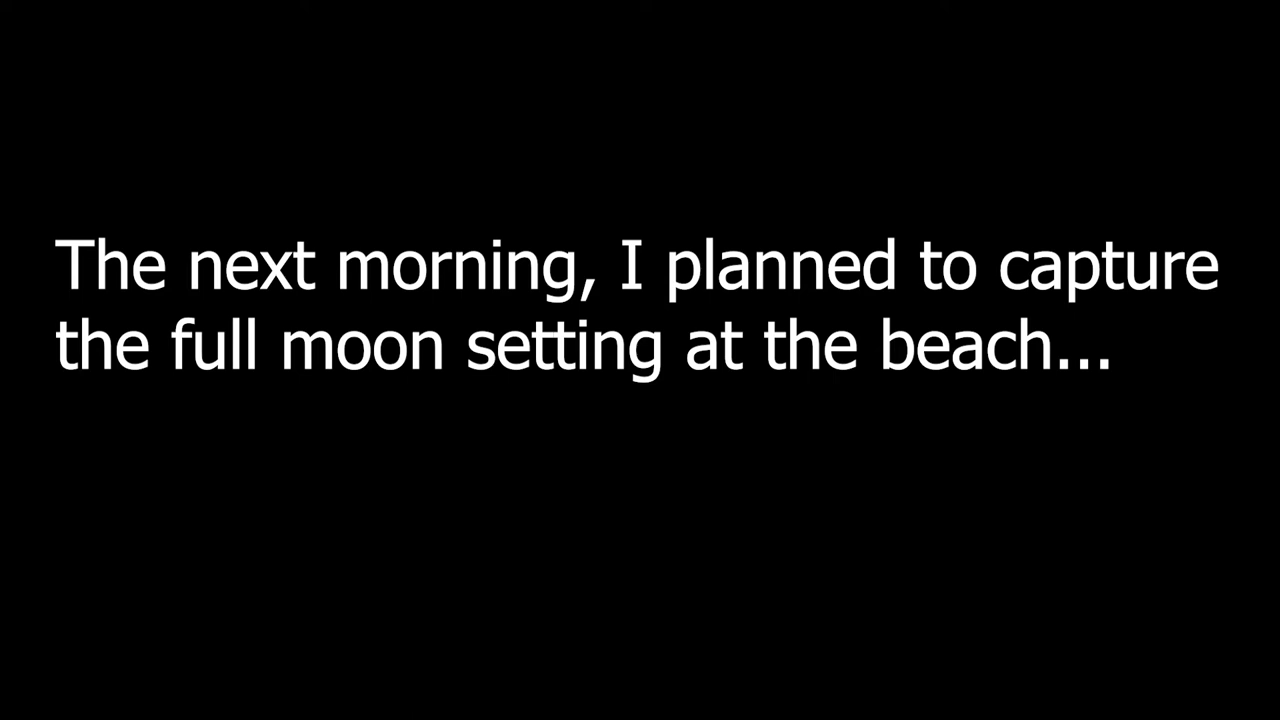 The next morning, I planned to capture
the full moon setting at the beach...